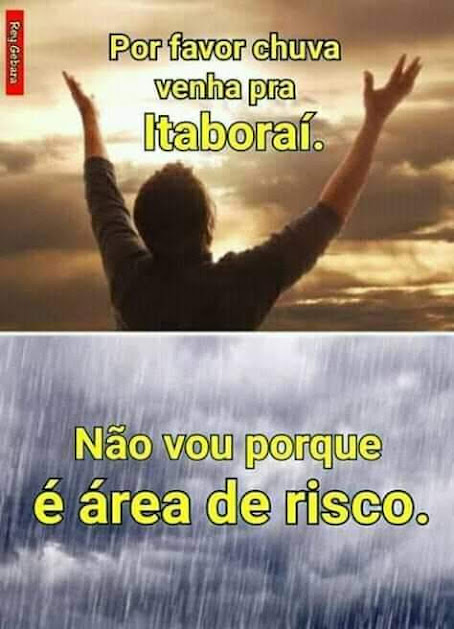 Rey Gebara
Por favor chuva
venha pra
Itaboraí.
Não vou porque
é área de risco.